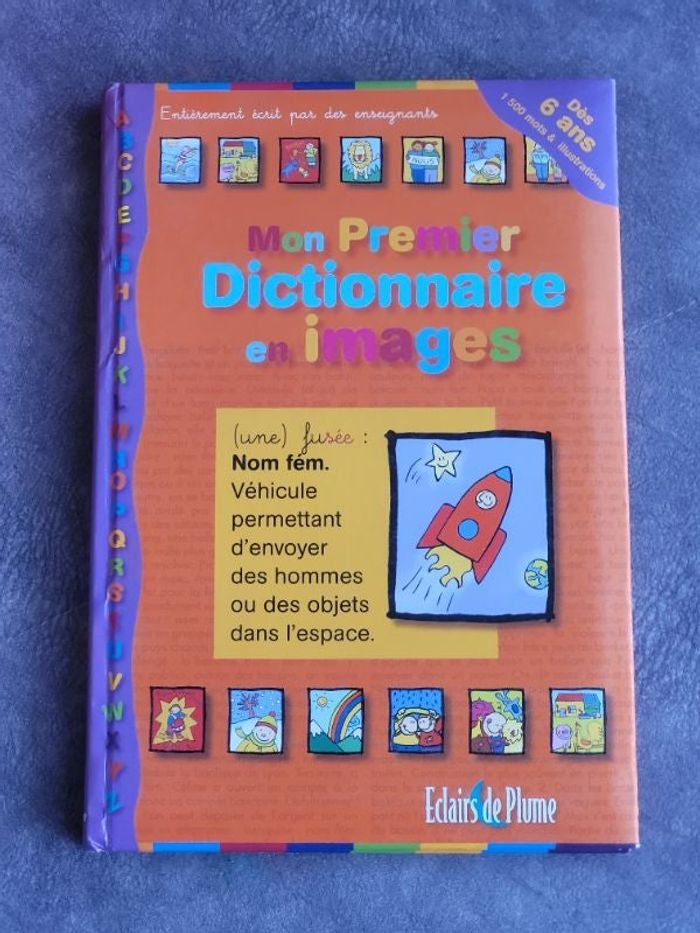 Entièrement écrit par des enseignants
Dès
6 ans
1 500 mots & illustrations
NOUS
Mon Premier
Dictionnaire
en images
(une) fusée :
Nom fém.
Véhicule
permettant
d'envoyer
des hommes
ou des objets
dans l'espace.
Eclairs de Plume
A
B
C
D
E
F
G
H
I
J
K
L
M
N
O
P
Q
R
S
T
U
V
W
X
Y
Z